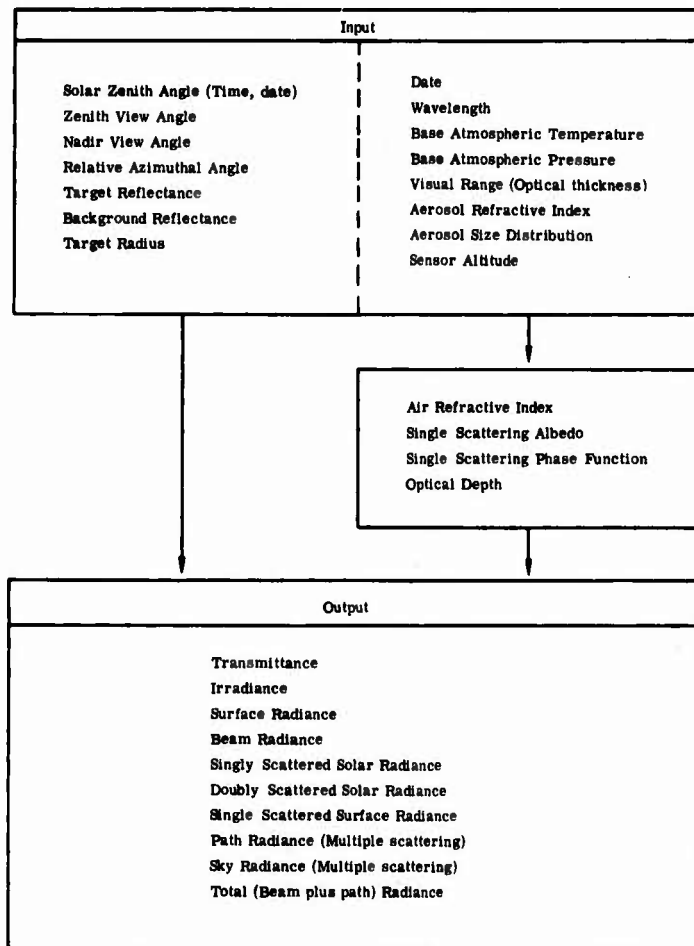 Input
Solar Zenith Angle (Time, date)
Zenith View Angle
Nadir View Angle
Relative Azimuthal Angle
Target Reflectance
Background Reflectance
Target Radius
Date
Wavelength
Base Atmospheric Temperature
Base Atmospheric Pressure
Visual Range (Optical thickness)
Aerosol Refractive Index
Aerosol Size Distribution
Sensor Altitude
Air Refractive Index
Single Scattering Albedo
Single Scattering Phase Function
Optical Depth
Output
Transmittance
Irradiance
Surface Radiance
Beam Radiance
Singly Scattered Solar Radiance
Doubly Scattered Solar Radiance
Single Scattered Surface Radiance
Path Radiance (Multiple scattering)
Sky Radiance (Multiple scattering)
Total (Beam plus path) Radiance